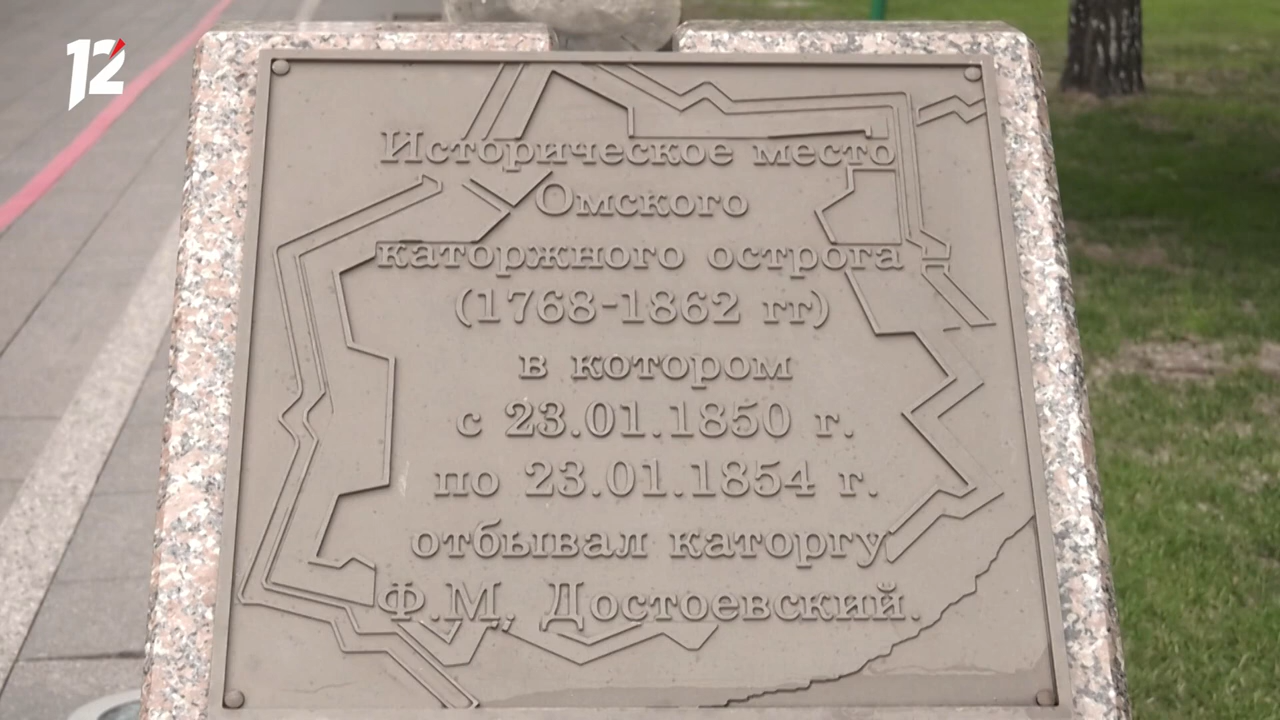 12
Историческое место
Омского
каторжного острога
(1768-1862 гг)
в котором
с 23.01.1850 г.
по 23.01.1854 г.
отбывал каторгу
Ф.М. Достоевский.